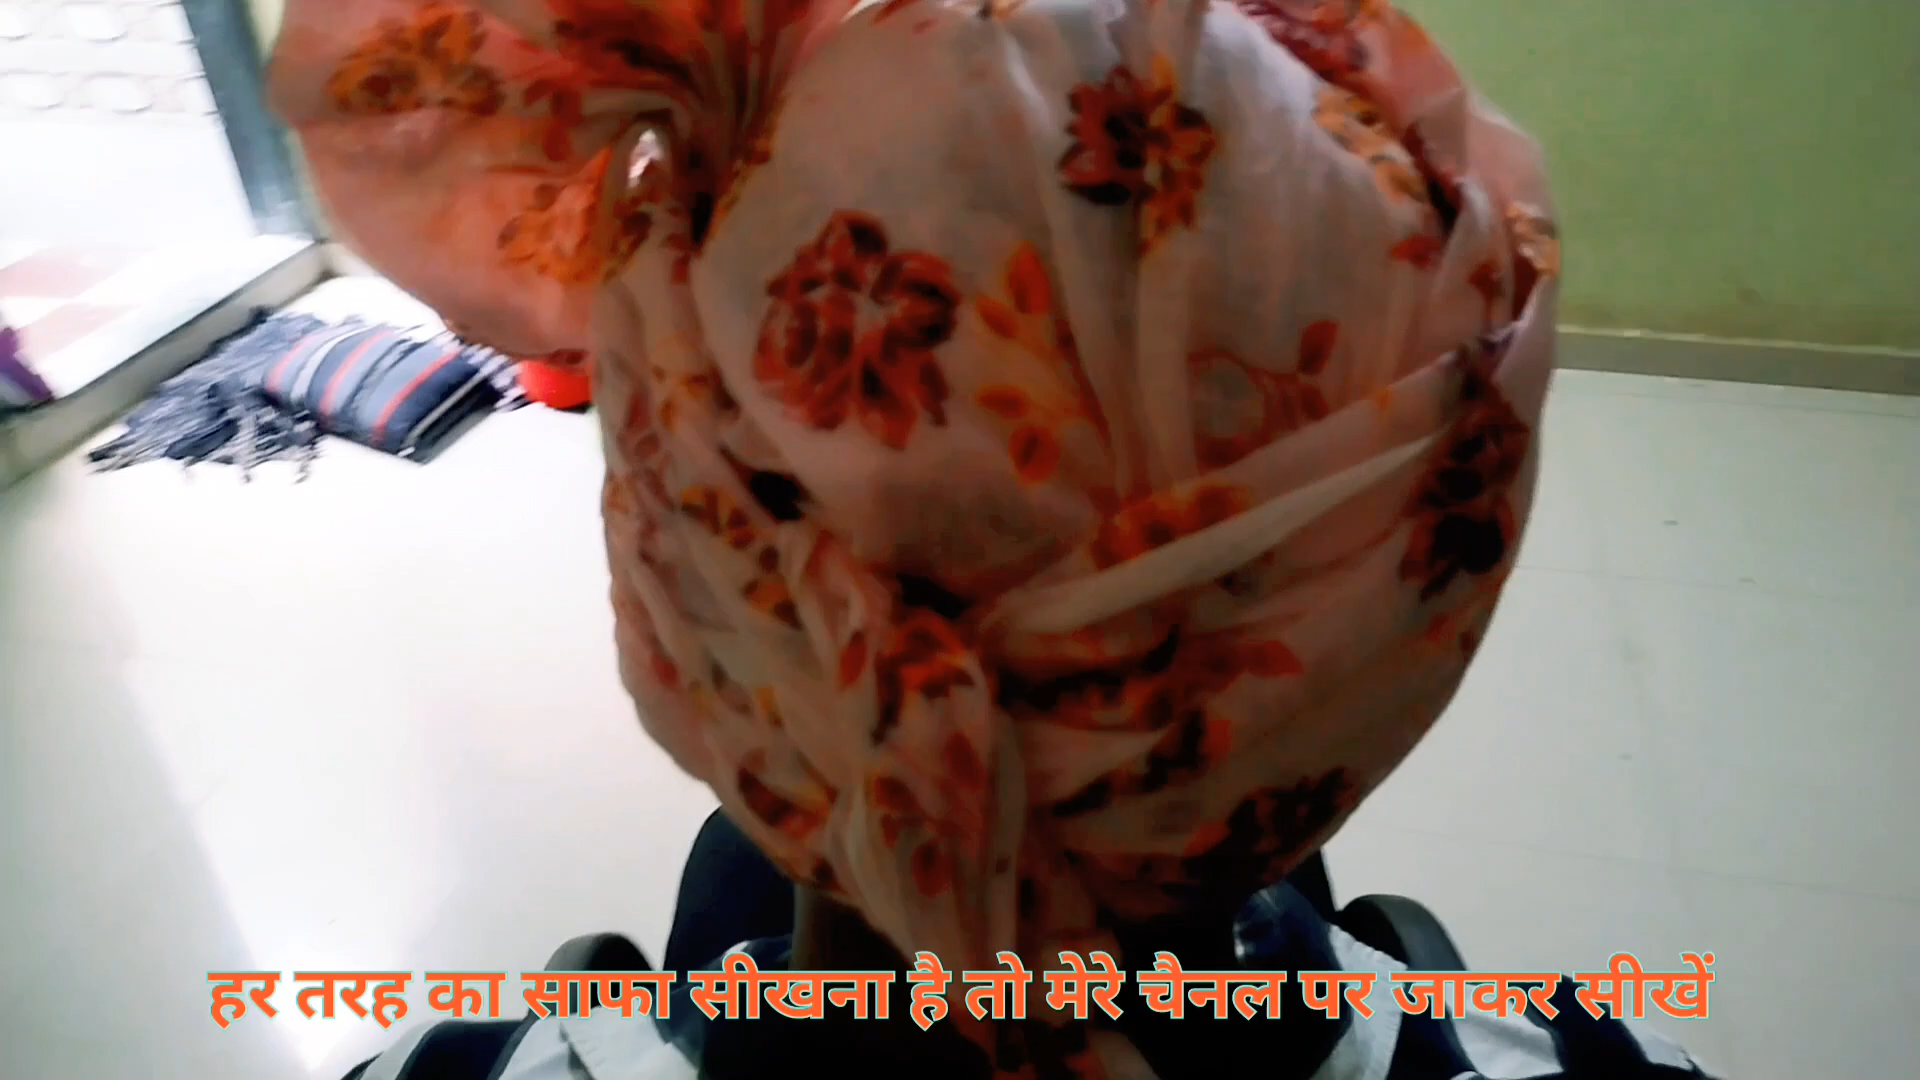 हर तरह का साफा सीखना है तो मेरे चैनल पर जाकर सीखें